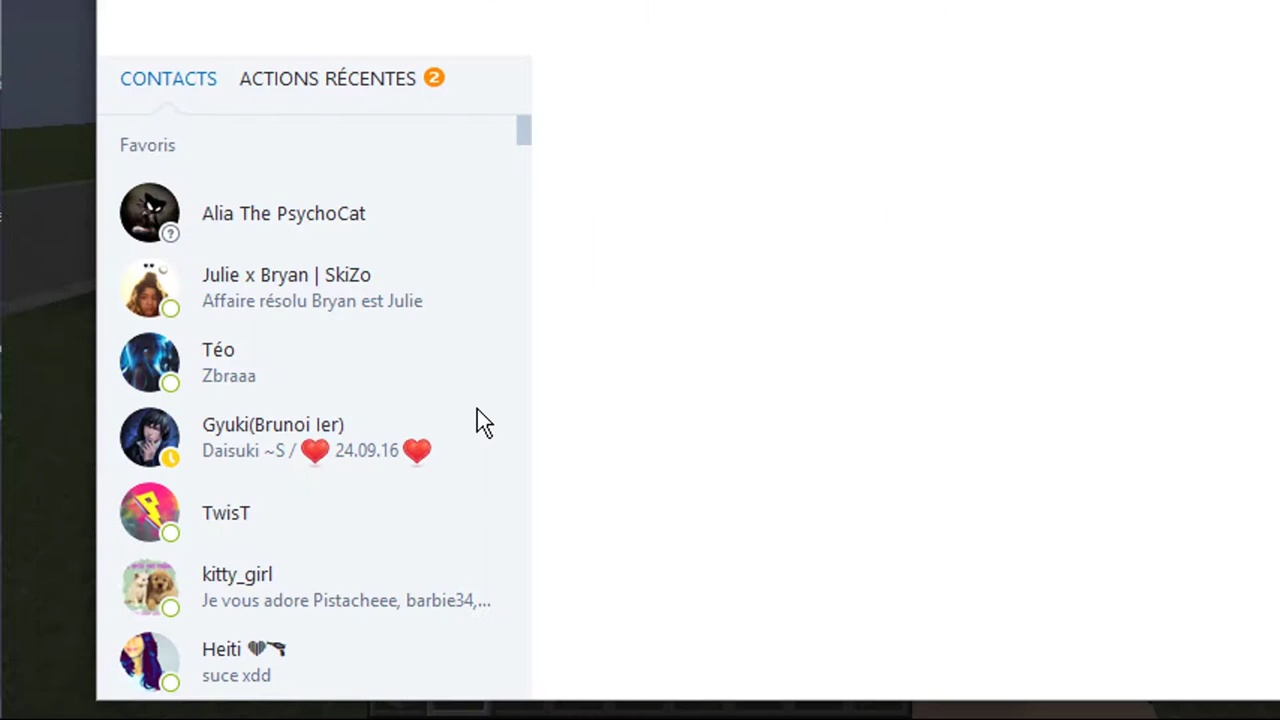 CONTACTS ACTIONS RÉCENTES 2
Favoris
Alia The PsychoCat
?
Julie x Bryan | SkiZo
Affaire résolu Bryan est Julie
Téo
Zbraaa
Gyuki(Brunoi Ier)
Daisuki ~S / ❤ 24.09.16 ❤
TwisT
kitty_girl
Je vous adore Pistacheee, barbie34,...
Heiti
suce xdd